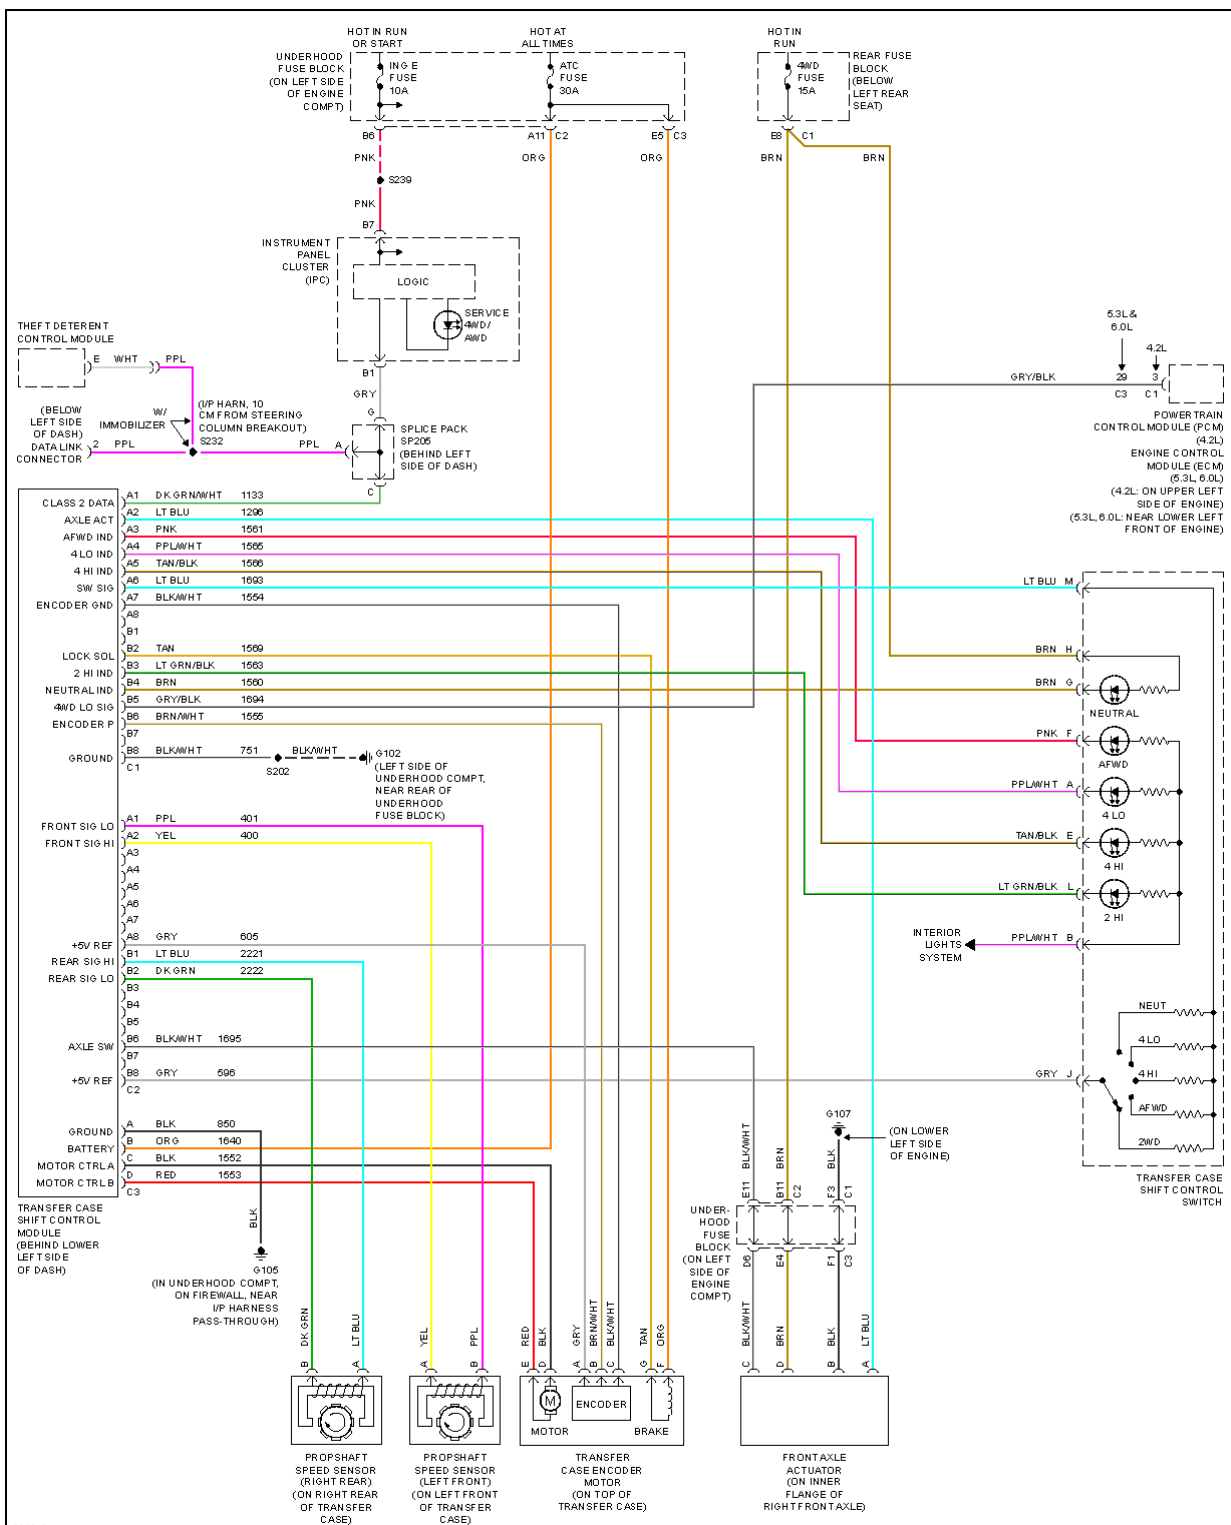 HOT IN RUN
OR START
HOT AT
ALL TIMES
HOT IN
RUN
UNDERHOOD
FUSE BLOCK
(ON LEFT SIDE
OF ENGINE
COMPT)
ING E
FUSE
10A
ATC
FUSE
30A
4WD
FUSE
15A
REAR FUSE
BLOCK
(BELOW
LEFT REAR
SEAT)
B6
A11 C2
E5 C3
E8 C1
PNK
ORG
ORG
BRN
BRN
S239
PNK
B7
INSTRUMENT
PANEL
CLUSTER
(IPC)
LOGIC
SERVICE
4WD/
AWD
B1
GRY
G
THEFT DETERENT
CONTROL MODULE
E WHT PPL
(BELOW
LEFT SIDE
OF DASH)
DATA LINK
CONNECTOR
2 PPL
W/
IMMOBILIZER
(I/P HARN, 10
CM FROM STEERING
COLUMN BREAKOUT)
S232
PPL A
SPLICE PACK
SP205
(BEHIND LEFT
SIDE OF DASH)
C
5.3L &
6.0L
4.2L
GRY/BLK 29 3
C3 C1
POWERTRAIN
CONTROL MODULE (PCM)
(4.2L)
ENGINE CONTROL
MODULE (ECM)
(5.3L, 6.0L)
(4.2L: ON UPPER LEFT
SIDE OF ENGINE)
(5.3L, 6.0L: NEAR LOWER LEFT
FRONT OF ENGINE)
CLASS 2 DATA A1 DK GRN/WHT 1133
AXLE ACT A2 LT BLU 1296
AFWD IND A3 PNK 1561
4 LO IND A4 PPL/WHT 1565
4 HI IND A5 TAN/BLK 1566
SW SIG A6 LT BLU 1693
ENCODER GND A7 BLK/WHT 1554
A8
B1
LOCK SOL B2 TAN 1569
2 HI IND B3 LT GRN/BLK 1563
NEUTRAL IND B4 BRN 1560
4WD LO SIG B5 GRY/BLK 1694
ENCODER P B6 BRN/WHT 1555
B7
GROUND B8 BLK/WHT 751
C1
BLK/WHT
S202
G102
(LEFT SIDE OF
UNDERHOOD COMPT,
NEAR REAR OF
UNDERHOOD
FUSE BLOCK)
FRONT SIG LO A1 PPL 401
FRONT SIG HI A2 YEL 400
A3
A4
A5
A6
A7
+5V REF A8 GRY 605
REAR SIG HI B1 LT BLU 2221
REAR SIG LO B2 DK GRN 2222
B3
B4
B5
AXLE SW B6 BLK/WHT 1695
B7
+5V REF B8 GRY 596
C2
GROUND A BLK 850
BATTERY B ORG 1640
MOTOR CTRL A C BLK 1552
MOTOR CTRL B D RED 1553
C3
TRANSFER CASE
SHIFT CONTROL
MODULE
(BEHIND LOWER
LEFT SIDE
OF DASH)
BLK
G105
(IN UNDERHOOD COMPT,
ON FIREWALL, NEAR
I/P HARNESS
PASS-THROUGH)
LT BLU M
BRN H
BRN G
NEUTRAL
PNK F
AFWD
PPL/WHT A
4 LO
TAN/BLK E
4 HI
LT GRN/BLK L
2 HI
INTERIOR
LIGHTS
SYSTEM
PPL/WHT B
NEUT
4 LO
GRY J
4 HI
AFWD
2WD
TRANSFER CASE
SHIFT CONTROL
SWITCH
G107
(ON LOWER
LEFT SIDE
OF ENGINE)
BLK/WHT
BRN
BLK
E11
B11
C2
F3
C1
UNDER-
HOOD
FUSE
BLOCK
(ON LEFT
SIDE OF
ENGINE
COMPT)
D6
E4
F1
C3
B DK GRN
A LT BLU
A YEL
B PPL
E RED
D BLK
A GRY
B BRN/WHT
C BLK/WHT
G TAN
F ORG
C BLK/WHT
D BRN
B BLK
A LT BLU
M
MOTOR
ENCODER
BRAKE
PROPSHAFT
SPEED SENSOR
(RIGHT REAR)
(ON RIGHT REAR
OF TRANSFER
CASE)
PROPSHAFT
SPEED SENSOR
(LEFT FRONT)
(ON LEFT FRONT
OF TRANSFER
CASE)
TRANSFER
CASE ENCODER
MOTOR
(ON TOP OF
TRANSFER CASE)
FRONT AXLE
ACTUATOR
(ON INNER
FLANGE OF
RIGHT FRONT AXLE)